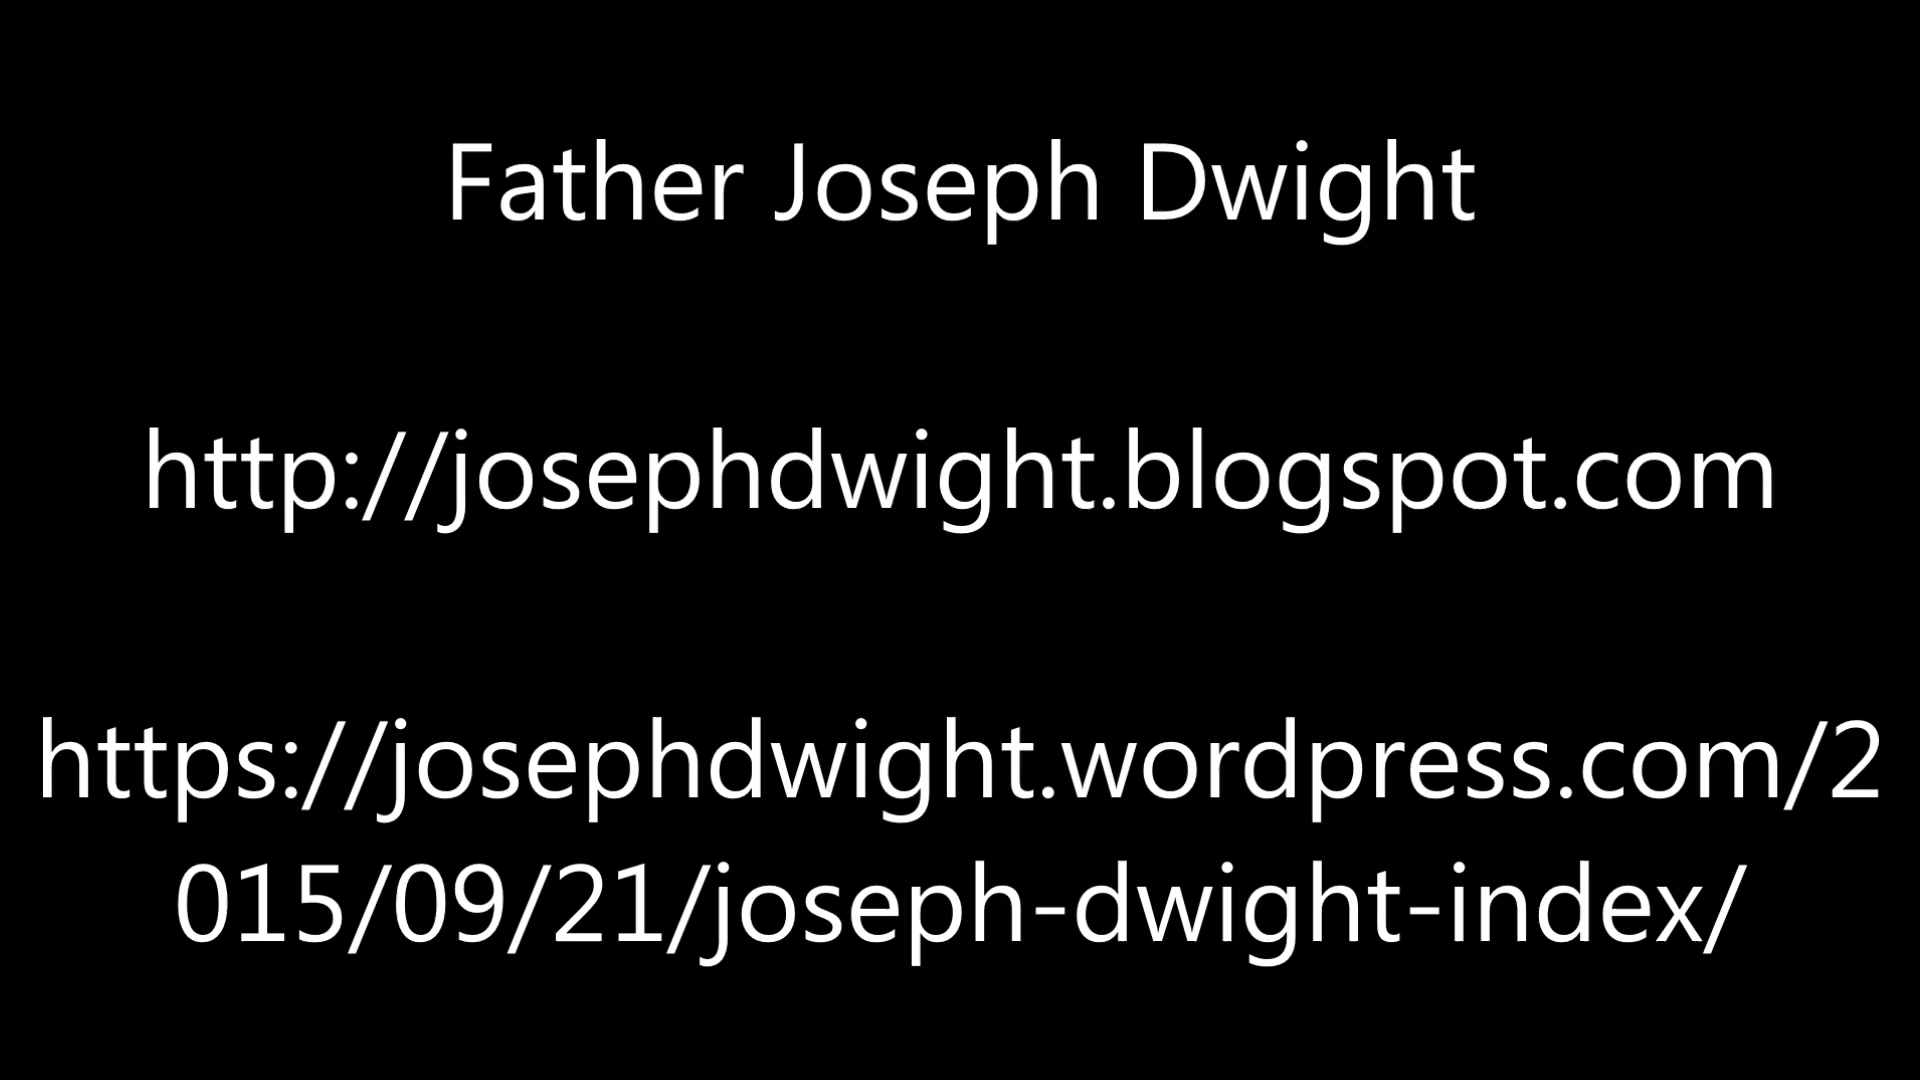 Father Joseph Dwight
http://josephdwight.blogspot.com
https://josephdwight.wordpress.com/2
015/09/21/joseph-dwight-index/